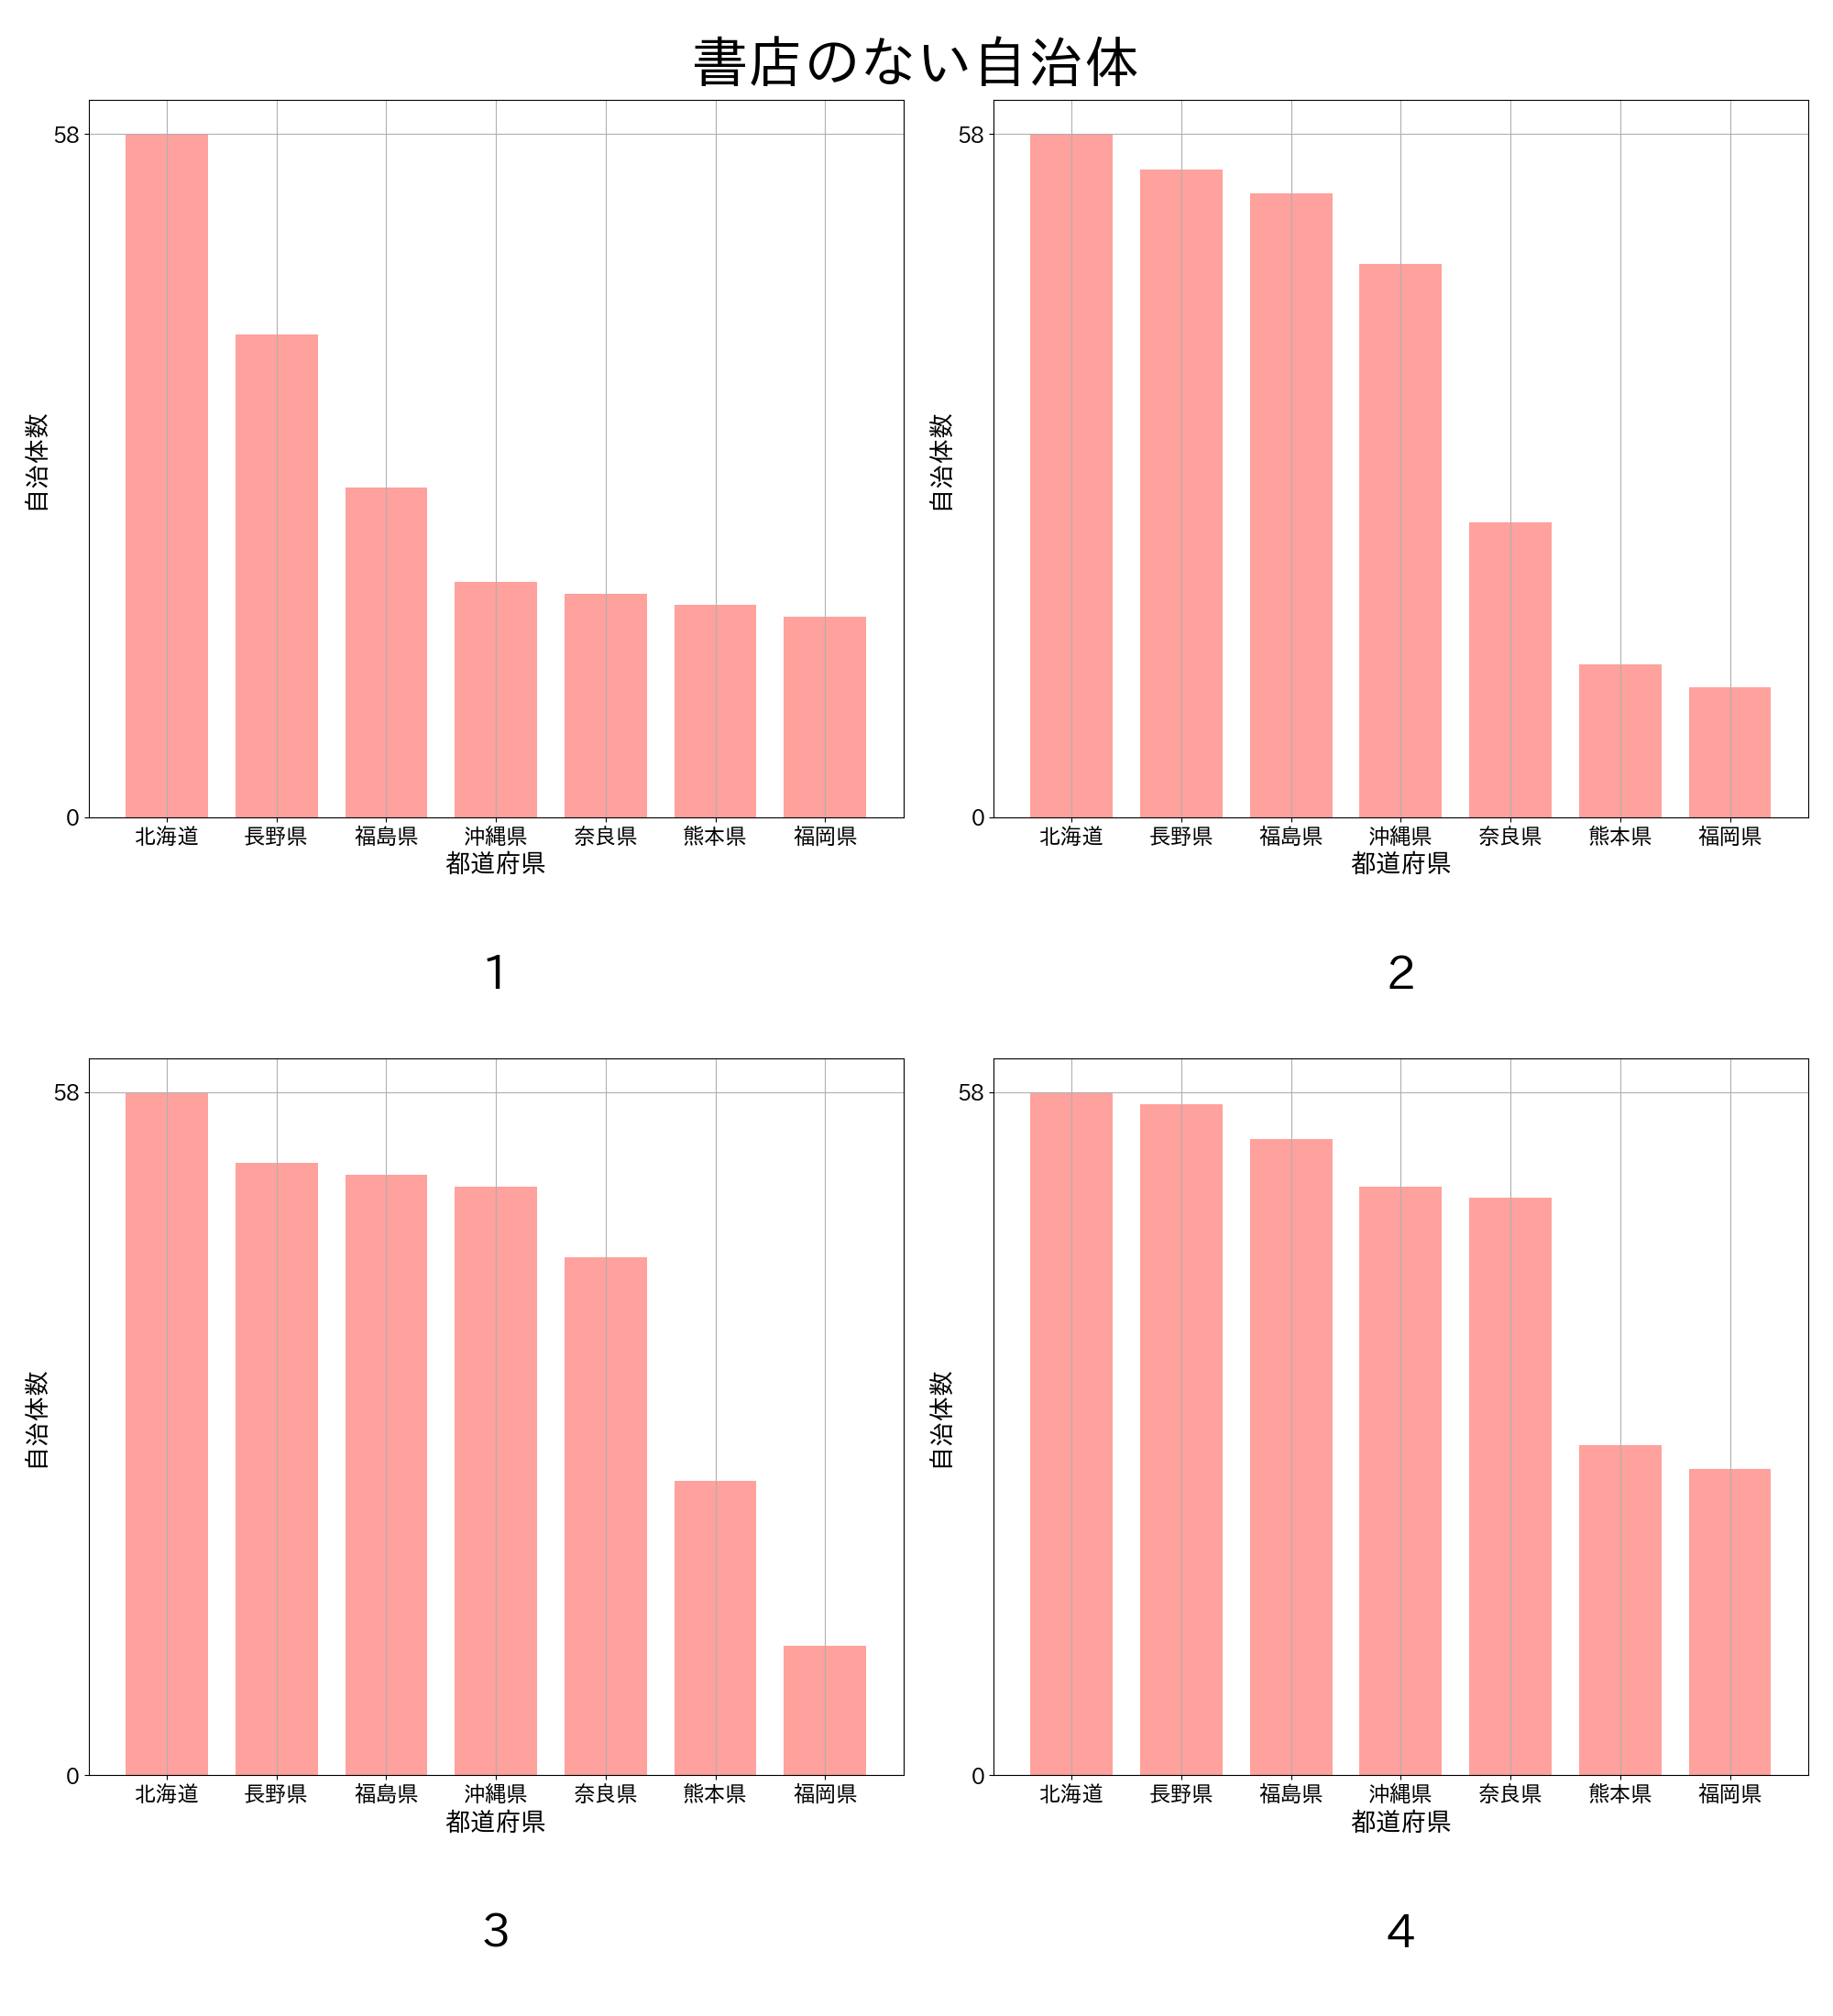 書店のない自治体
58
0
自治体数
北海道 長野県 福島県 沖縄県 奈良県 熊本県 福岡県
都道府県
1
58
0
自治体数
北海道 長野県 福島県 沖縄県 奈良県 熊本県 福岡県
都道府県
2
58
0
自治体数
北海道 長野県 福島県 沖縄県 奈良県 熊本県 福岡県
都道府県
3
58
0
自治体数
北海道 長野県 福島県 沖縄県 奈良県 熊本県 福岡県
都道府県
4